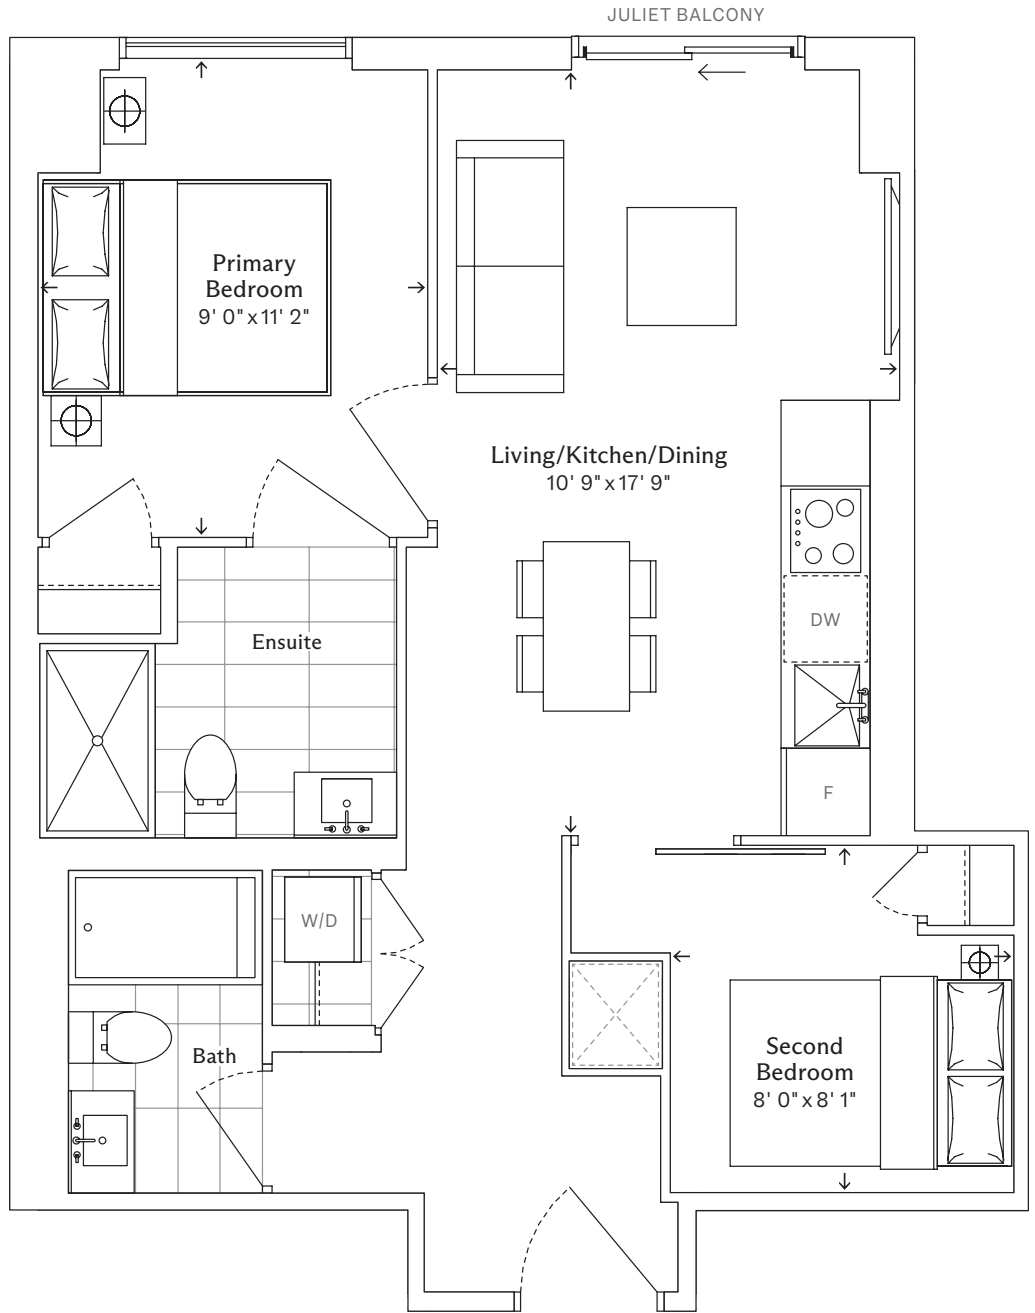 JULIET BALCONY
Primary
Bedroom
9' 0" x 11' 2"
Living/Kitchen/Dining
10' 9" x 17' 9"
DW
Ensuite
F
W/D
Bath
Second
Bedroom
8' 0" x 8' 1"